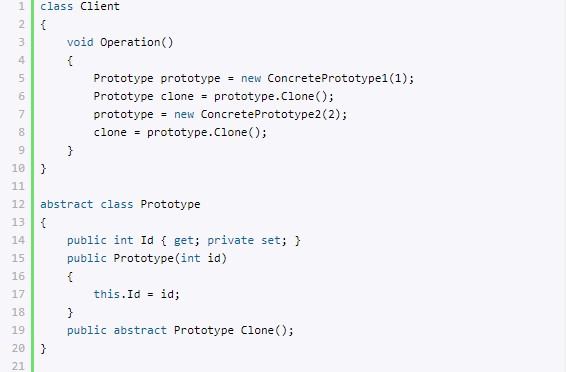 1 class Client
2 {
3     void Operation()
4     {
5         Prototype prototype = new ConcretePrototype1(1);
6         Prototype clone = prototype.Clone();
7         prototype = new ConcretePrototype2(2);
8         clone = prototype.Clone();
9     }
10 }
11
12 abstract class Prototype
13 {
14     public int Id { get; private set; }
15     public Prototype(int id)
16     {
17         this.Id = id;
18     }
19     public abstract Prototype Clone();
20 }
21